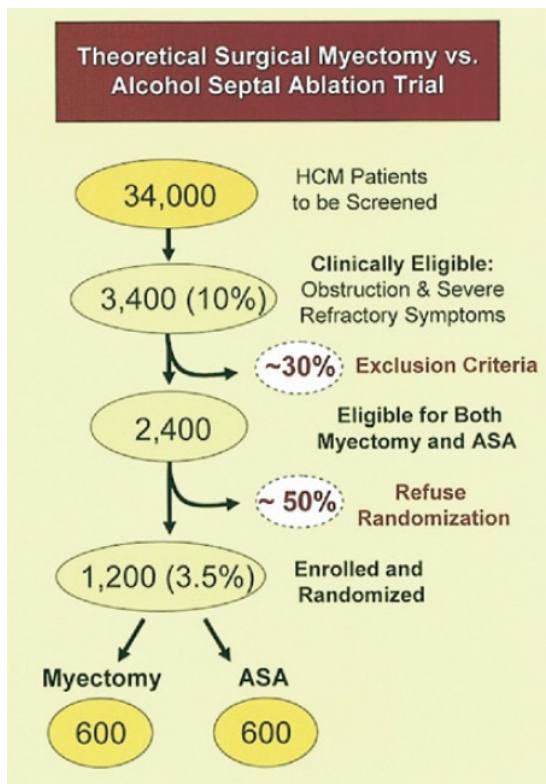 Theoretical Surgical Myectomy vs.
Alcohol Septal Ablation Trial
34,000
HCM Patients
to be Screened
3,400 (10%)
Clinically Eligible:
Obstruction & Severe
Refractory Symptoms
~30%
Exclusion Criteria
2,400
Eligible for Both
Myectomy and ASA
~ 50%
Refuse
Randomization
1,200 (3.5%)
Enrolled and
Randomized
Myectomy
ASA
600
600